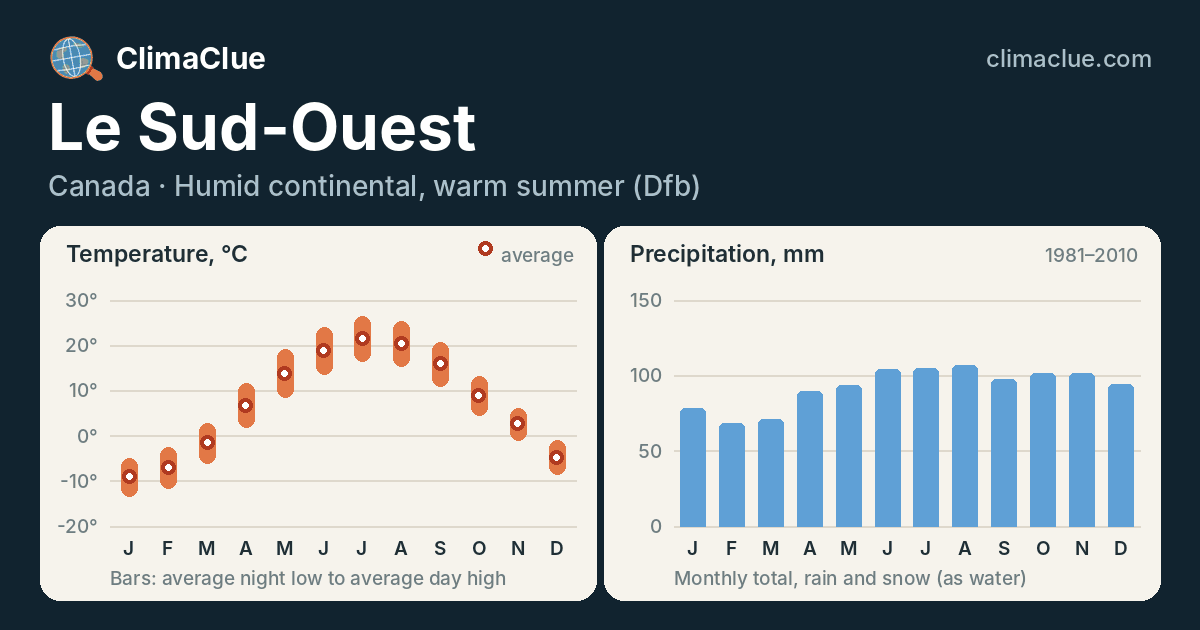 ClimaClue
climaclue.com
Le Sud-Ouest
Canada · Humid continental, warm summer (Dfb)
Temperature, °C
average
30°
20°
10°
0°
-10°
-20°
J F M A M J J A S O N D
Bars: average night low to average day high
Precipitation, mm
1981–2010
150
100
50
0
J F M A M J J A S O N D
Monthly total, rain and snow (as water)